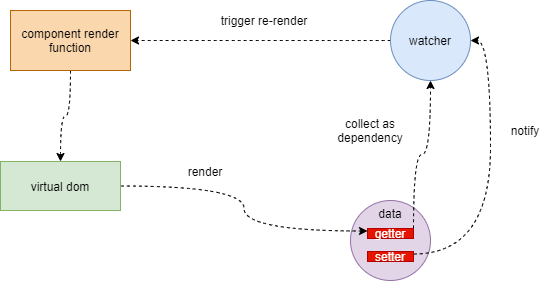 trigger re-render
component render
function
watcher
collect as
dependency
notify
render
virtual dom
data
getter
setter